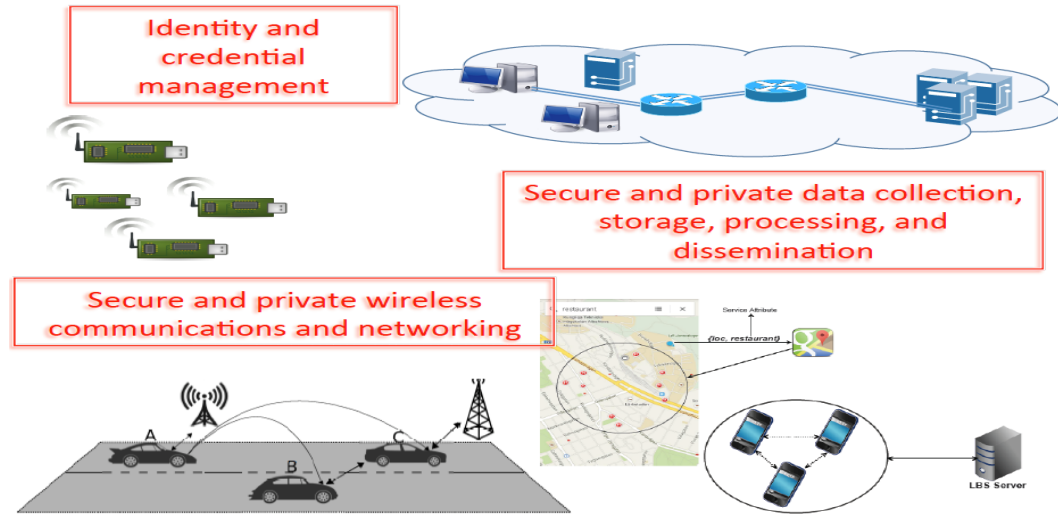 Identity and
credential
management
Secure and private data collection,
storage, processing, and
dissemination
Secure and private wireless
communications and networking
restaurant
Service Attribute
{loc, restaurant}
A
B
C
LBS Server